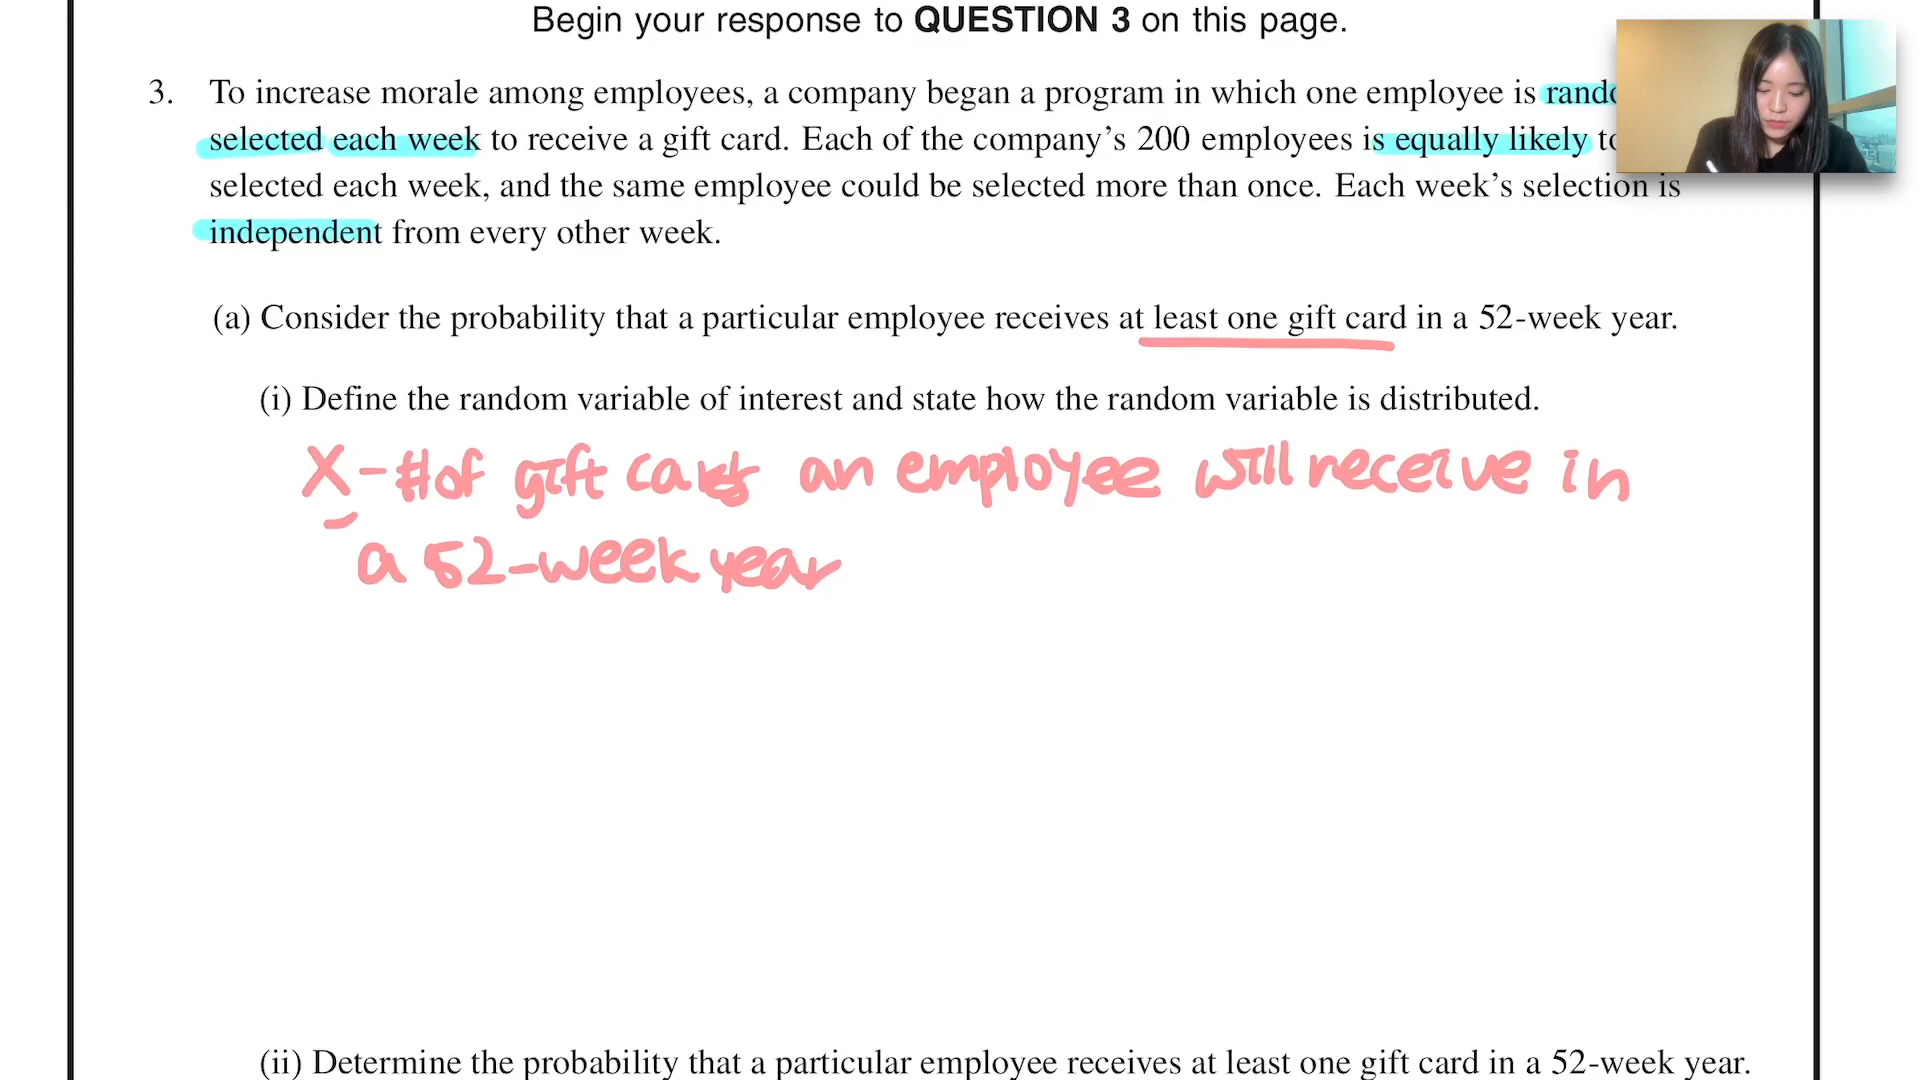 Begin your response to QUESTION 3 on this page.
3. To increase morale among employees, a company began a program in which one employee is rando
selected each week to receive a gift card. Each of the company’s 200 employees is equally likely to
selected each week, and the same employee could be selected more than once. Each week’s selection is
independent from every other week.
(a) Consider the probability that a particular employee receives at least one gift card in a 52-week year.
(i) Define the random variable of interest and state how the random variable is distributed.
X - # of gift cards an employee will receive in
a 52-week year
(ii) Determine the probability that a particular employee receives at least one gift card in a 52-week year.